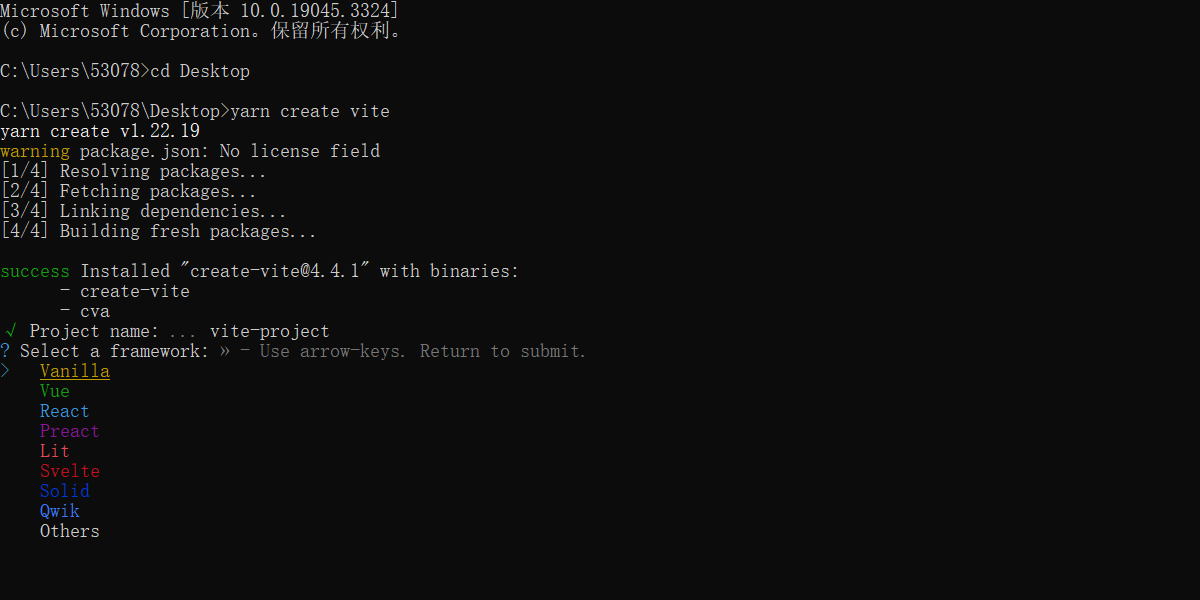 Microsoft Windows [版本 10.0.19045.3324]
(c) Microsoft Corporation。保留所有权利。
C:\Users\53078>cd Desktop
C:\Users\53078\Desktop>yarn create vite
yarn create v1.22.19
warning package.json: No license field
[1/4] Resolving packages...
[2/4] Fetching packages...
[3/4] Linking dependencies...
[4/4] Building fresh packages...
success Installed "create-vite@4.4.1" with binaries:
- create-vite
- cva
√ Project name: ... vite-project
? Select a framework: » - Use arrow-keys. Return to submit.
> Vanilla
Vue
React
Preact
Lit
Svelte
Solid
Qwik
Others